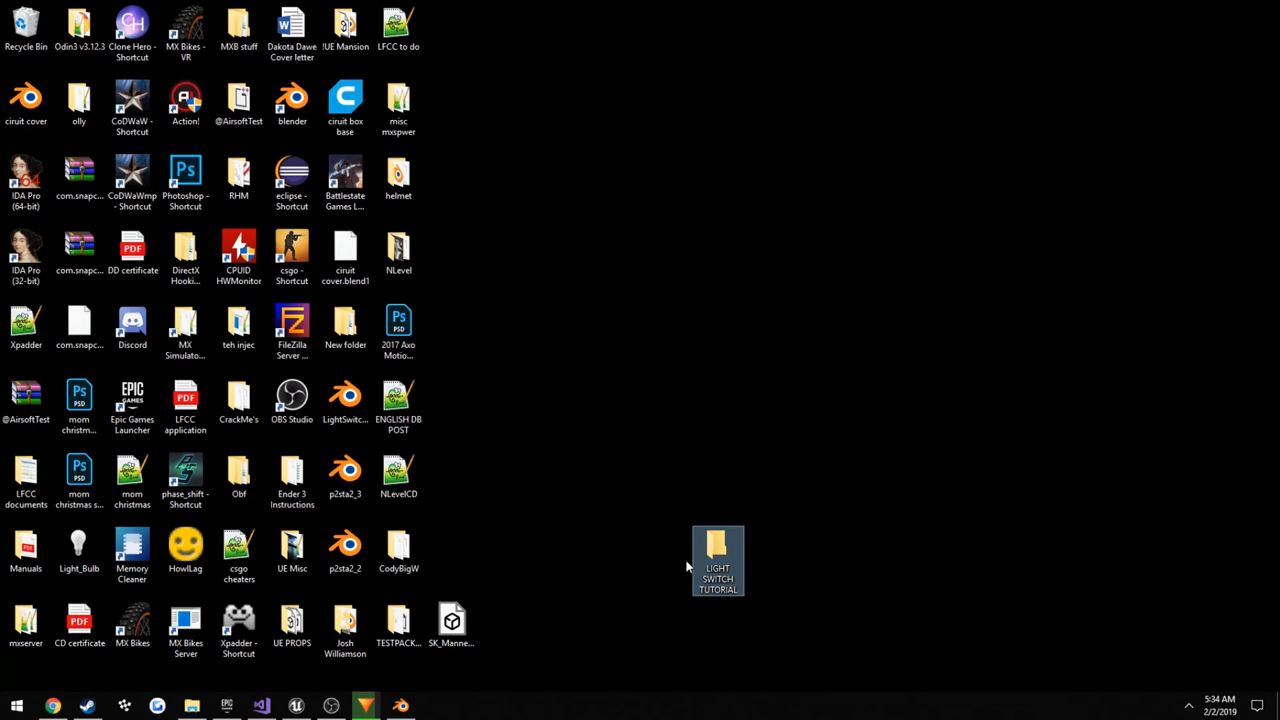 Recycle Bin
Odin3 v3.12.3
Clone Hero -
Shortcut
MX Bikes -
VR
MXB stuff
Dakota Dawe
Cover letter
!UE Mansion
LFCC to do
ciruit cover
olly
CoDWaW -
Shortcut
Action!
@AirsoftTest
blender
ciruit box
base
misc
mxspwer
IDA Pro
(64-bit)
com.snapc...
CoDWaWmp
- Shortcut
Photoshop -
Shortcut
RHM
eclipse -
Shortcut
Battlestate
Games L...
helmet
IDA Pro
(32-bit)
com.snapc...
DD certificate
DirectX
Hooki...
CPUID
HWMonitor
csgo -
Shortcut
ciruit
cover.blend1
NLevel
Xpadder
com.snapc...
Discord
MX
Simulato...
teh injec
FileZilla
Server ...
New folder
2017 Axo
Motio...
@AirsoftTest
mom
christm...
Epic Games
Launcher
LFCC
application
CrackMe's
OBS Studio
LightSwitc...
ENGLISH DB
POST
LFCC
documents
mom
christmas s...
mom
christmas
phase_shift -
Shortcut
Obf
Ender 3
Instructions
p2sta2_3
NLevelCD
Manuals
Light_Bulb
Memory
Cleaner
HowlLag
csgo
cheaters
UE Misc
p2sta2_2
CodyBigW
LIGHT
SWITCH
TUTORIAL
mxserver
CD certificate
MX Bikes
MX Bikes
Server
Xpadder -
Shortcut
UE PROPS
Josh
Williamson
TESTPACK...
SK_Manne...
5:34 AM
2/2/2019